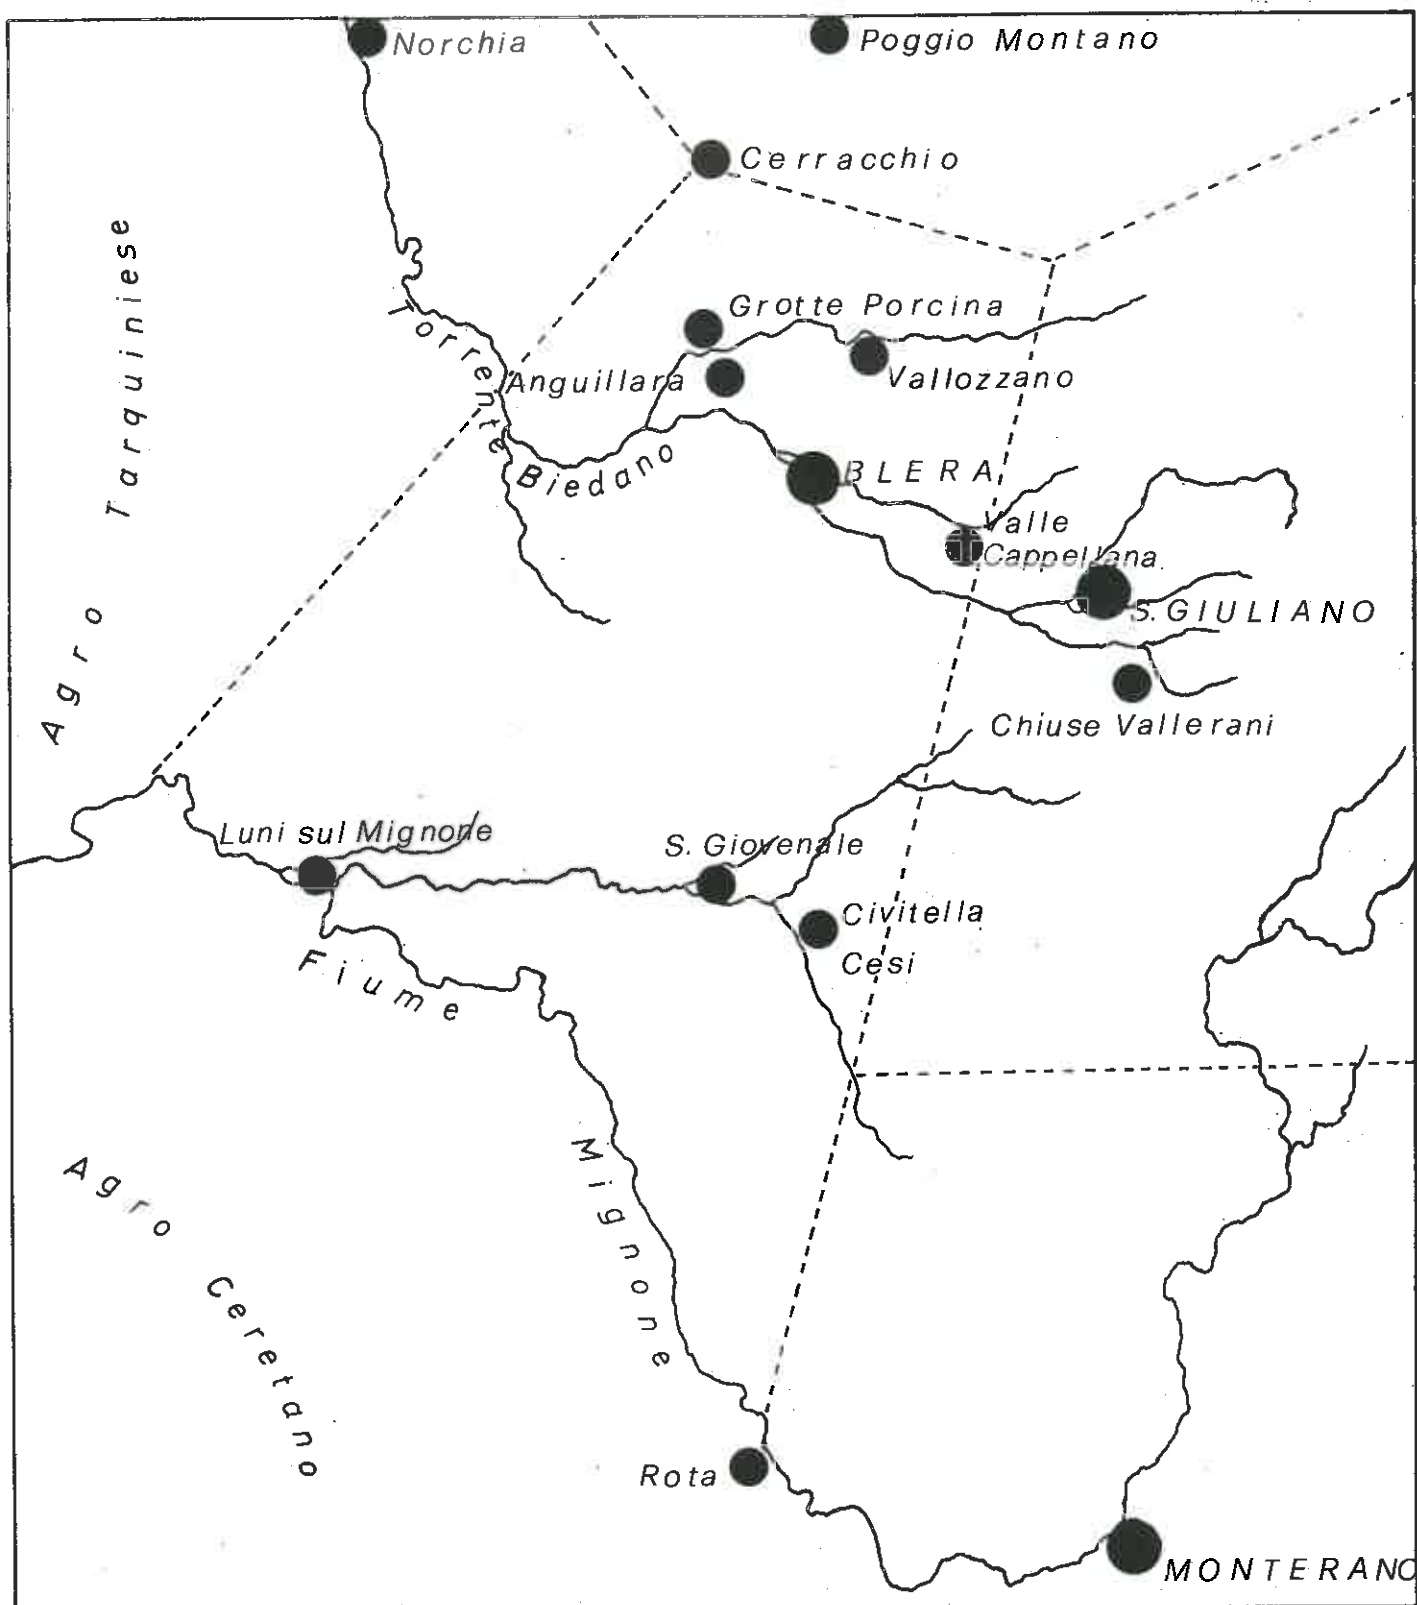 Norchia
Poggio Montano
Cerracchio
Agro Tarquiniese
Grotte Porcina
Torrente Biedano
Anguillara
Vallozzano
BLERA
Valle
Cappellana
S. GIULIANO
Chiuse Vallerani
Luni sul Mignone
S. Giovenale
Civitella
Cesi
Fiume Mignone
Agro Ceretano
Rota
MONTERANO